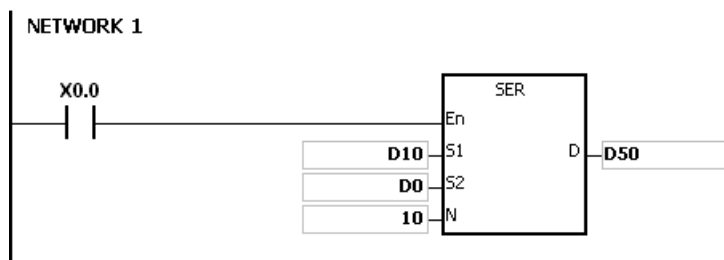 NETWORK 1
X0.0
SER
En
D10 S1 D D50
D0 S2
10 N